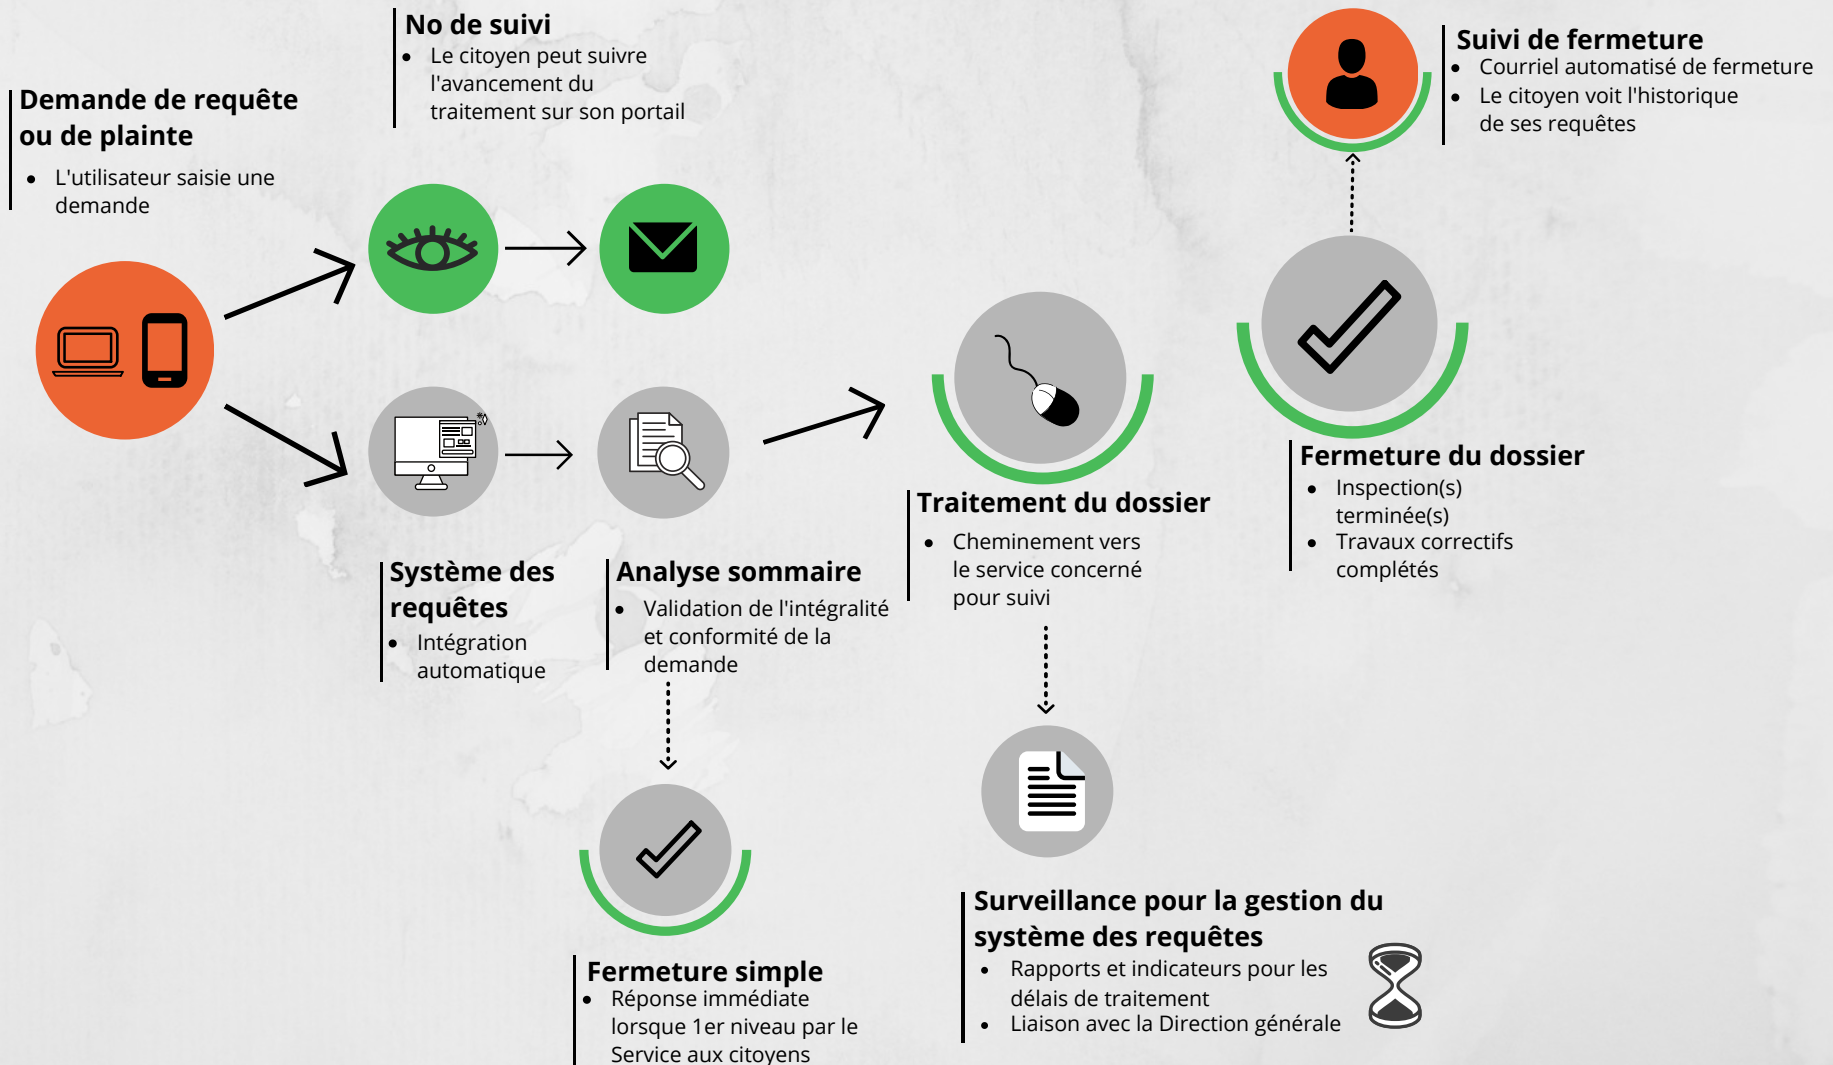 No de suivi
• Le citoyen peut suivre
l'avancement du
traitement sur son portail
Suivi de fermeture
• Courriel automatisé de fermeture
• Le citoyen voit l'historique
de ses requêtes
Demande de requête
ou de plainte
• L'utilisateur saisie une
demande
Système des
requêtes
• Intégration
automatique
Analyse sommaire
• Validation de l'intégralité
et conformité de la
demande
Traitement du dossier
• Cheminement vers
le service concerné
pour suivi
Fermeture du dossier
• Inspection(s)
terminée(s)
• Travaux correctifs
complétés
Fermeture simple
• Réponse immédiate
lorsque 1er niveau par le
Service aux citoyens
Surveillance pour la gestion du
système des requêtes
• Rapports et indicateurs pour les
délais de traitement
• Liaison avec la Direction générale